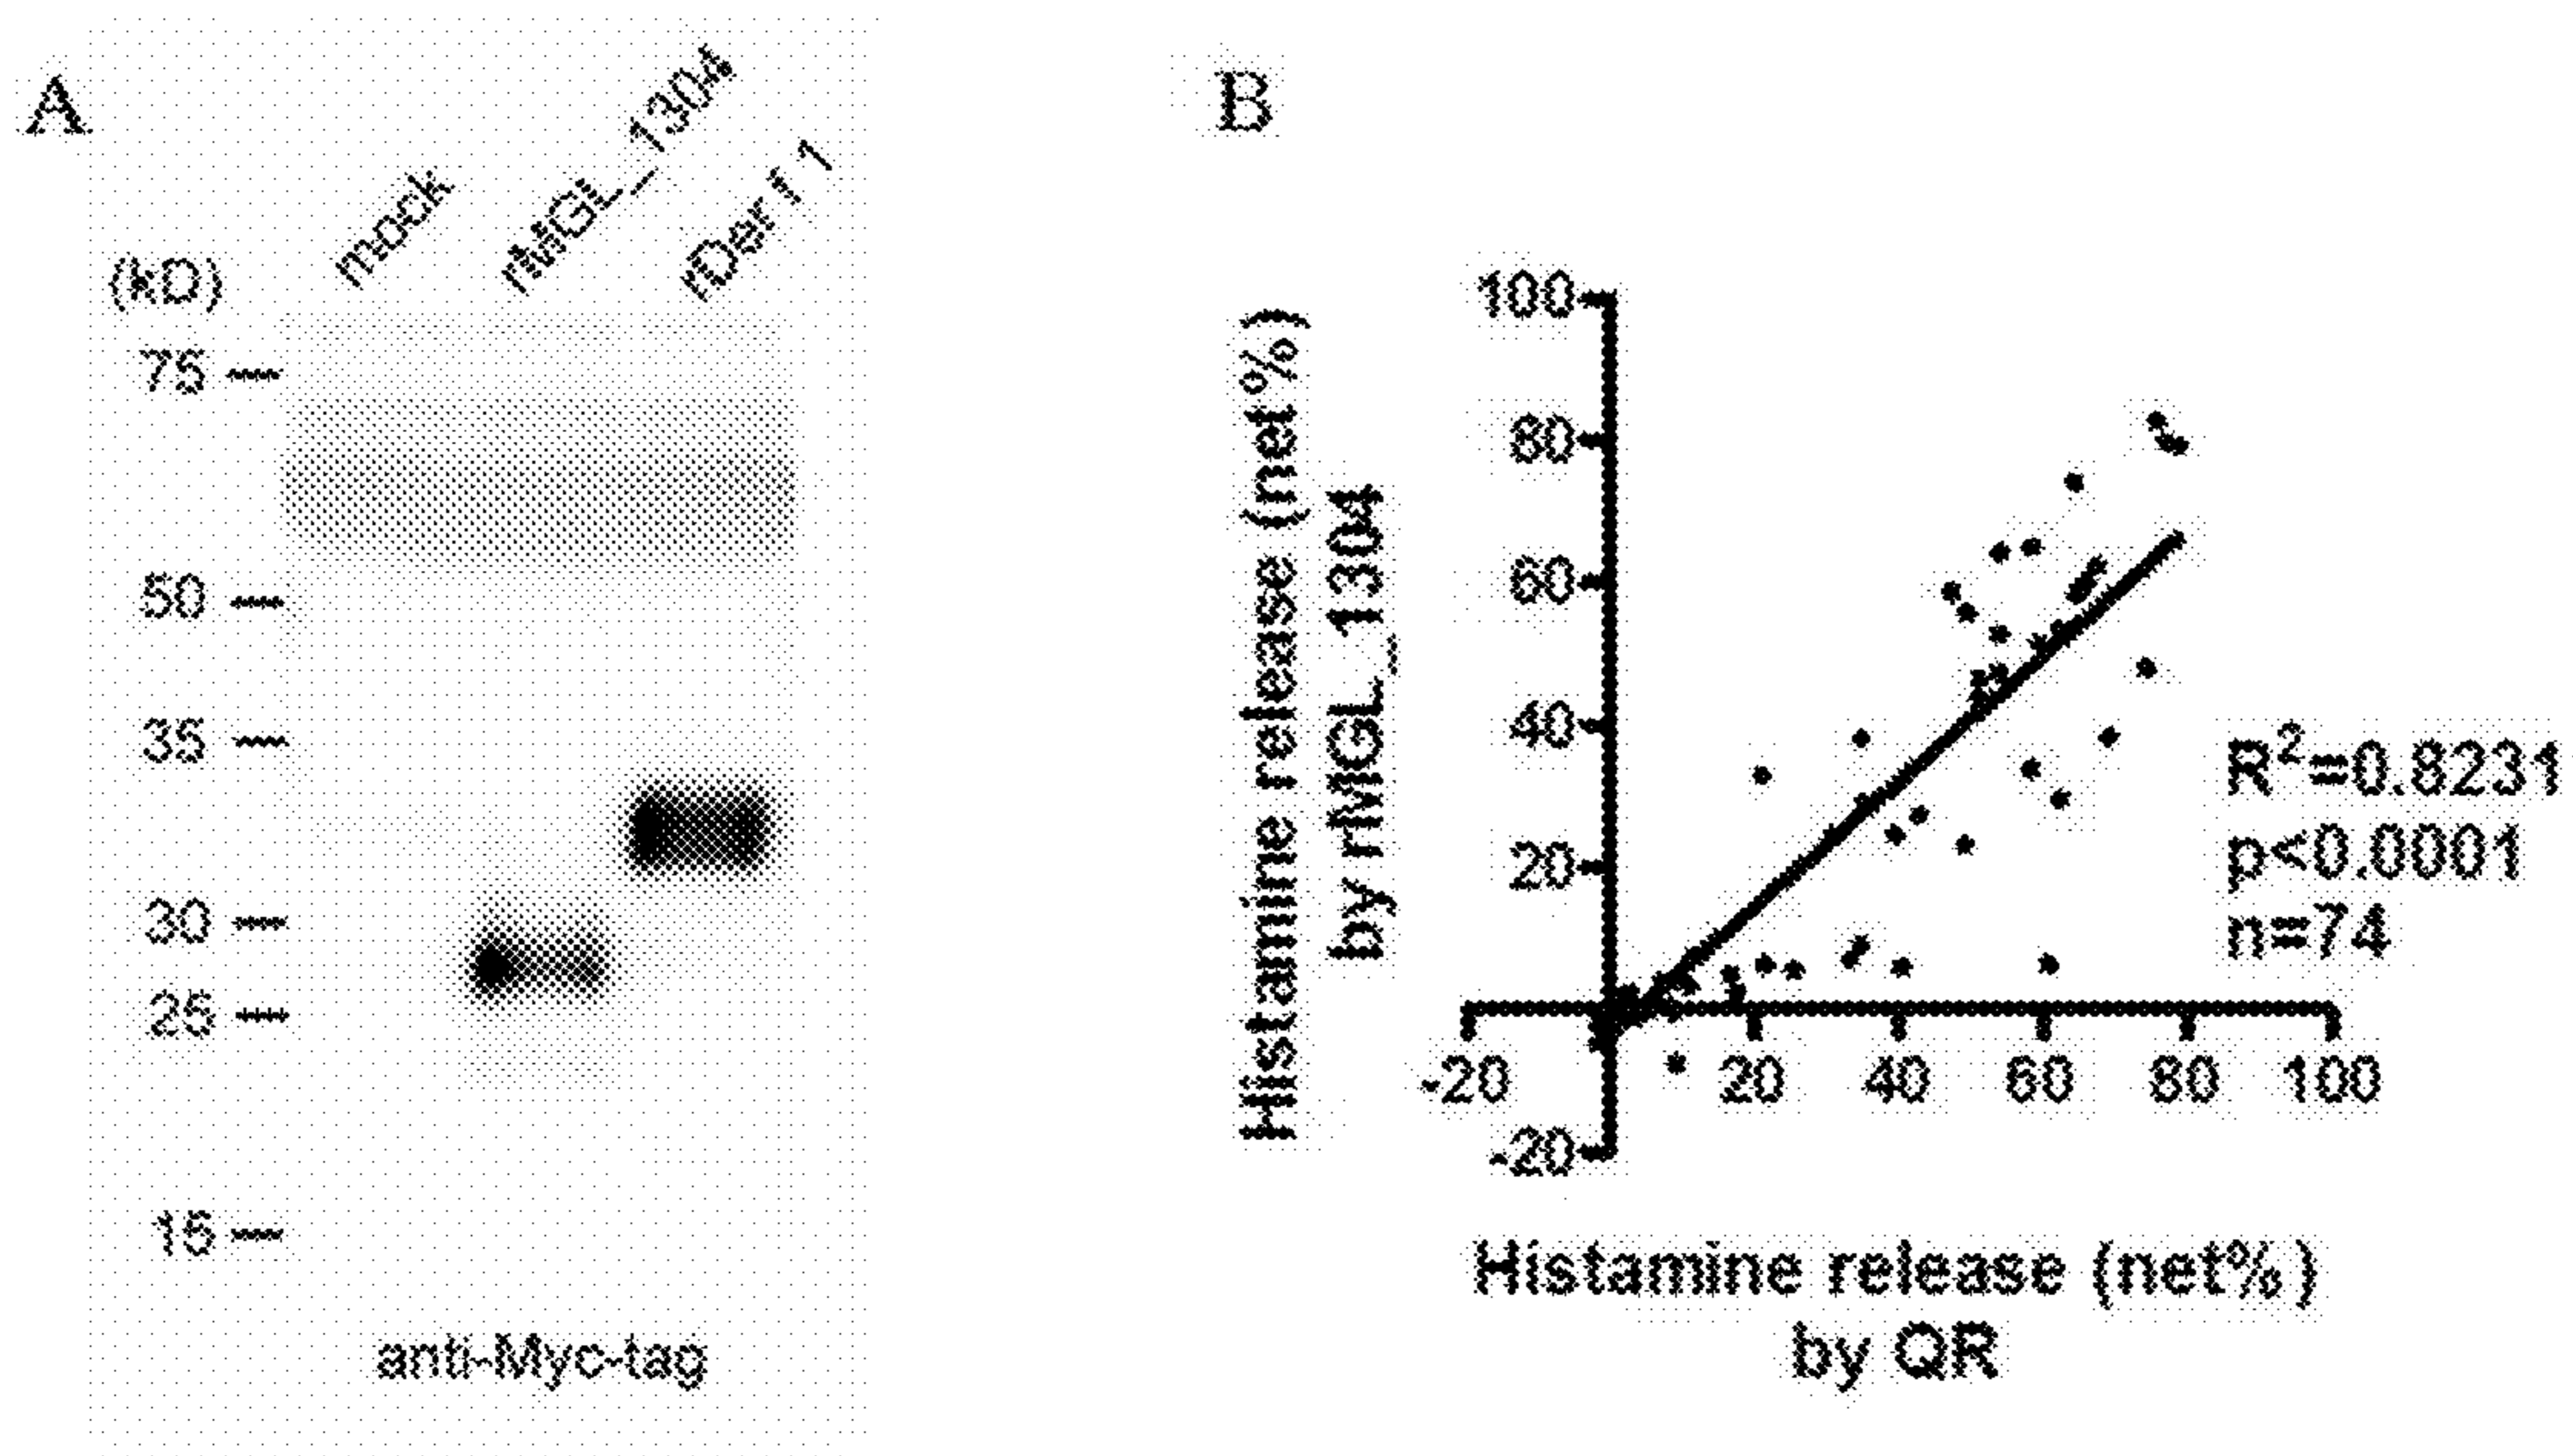 A
mock
rMGL_1304
rDer f 1
(kD)
75
50
35
30
25
15
anti-Myc-tag
B
Histamine release (net%)
by rMGL_1304
100
80
60
40
20
-20
-20
20
40
60
80
100
R²=0.8231
p<0.0001
n=74
Histamine release (net%)
by QR